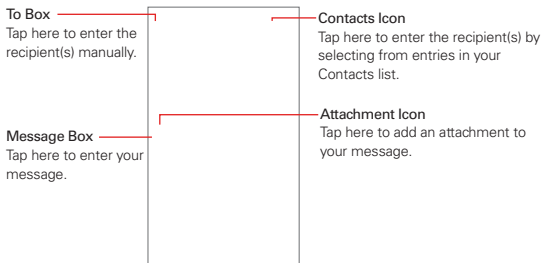 To Box
Tap here to enter the
recipient(s) manually.
Contacts Icon
Tap here to enter the recipient(s) by
selecting from entries in your
Contacts list.
Message Box
Tap here to enter your
message.
Attachment Icon
Tap here to add an attachment to
your message.